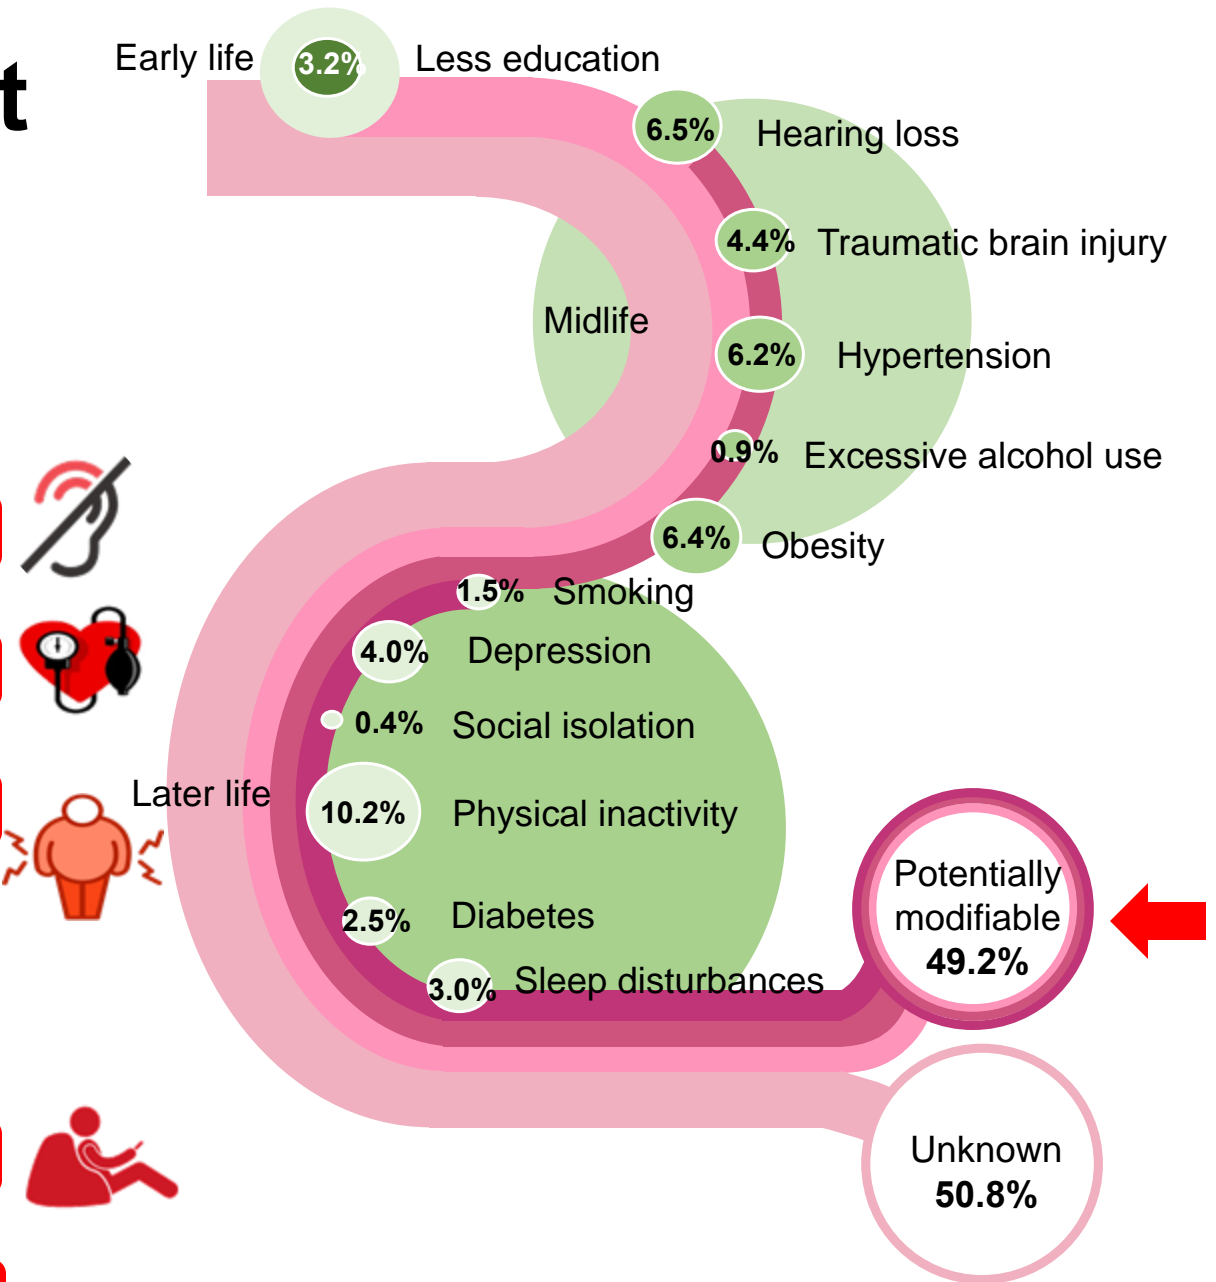 t
Early life
3.2%
Less education
6.5%
Hearing loss
4.4%
Traumatic brain injury
Midlife
6.2%
Hypertension
0.9%
Excessive alcohol use
6.4%
Obesity
1.5%
Smoking
4.0%
Depression
0.4%
Social isolation
Later life
10.2%
Physical inactivity
2.5%
Diabetes
3.0%
Sleep disturbances
Potentially
modifiable
49.2%
Unknown
50.8%